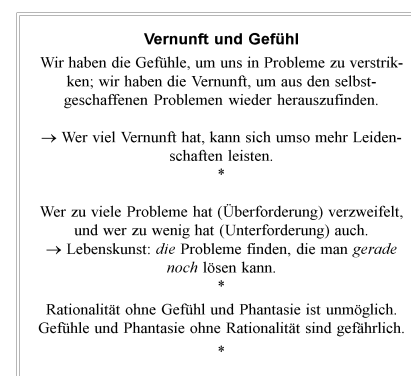 Vernunft und Gefühl
Wir haben die Gefühle, um uns in Probleme zu verstrik-
ken; wir haben die Vernunft, um aus den selbst-
geschaffenen Problemen wieder herauszufinden.
→ Wer viel Vernunft hat, kann sich umso mehr Leiden-
schaften leisten.
*
Wer zu viele Probleme hat (Überforderung) verzweifelt,
und wer zu wenig hat (Unterforderung) auch.
→ Lebenskunst: die Probleme finden, die man gerade
noch lösen kann.
*
Rationalität ohne Gefühl und Phantasie ist unmöglich.
Gefühle und Phantasie ohne Rationalität sind gefährlich.
*